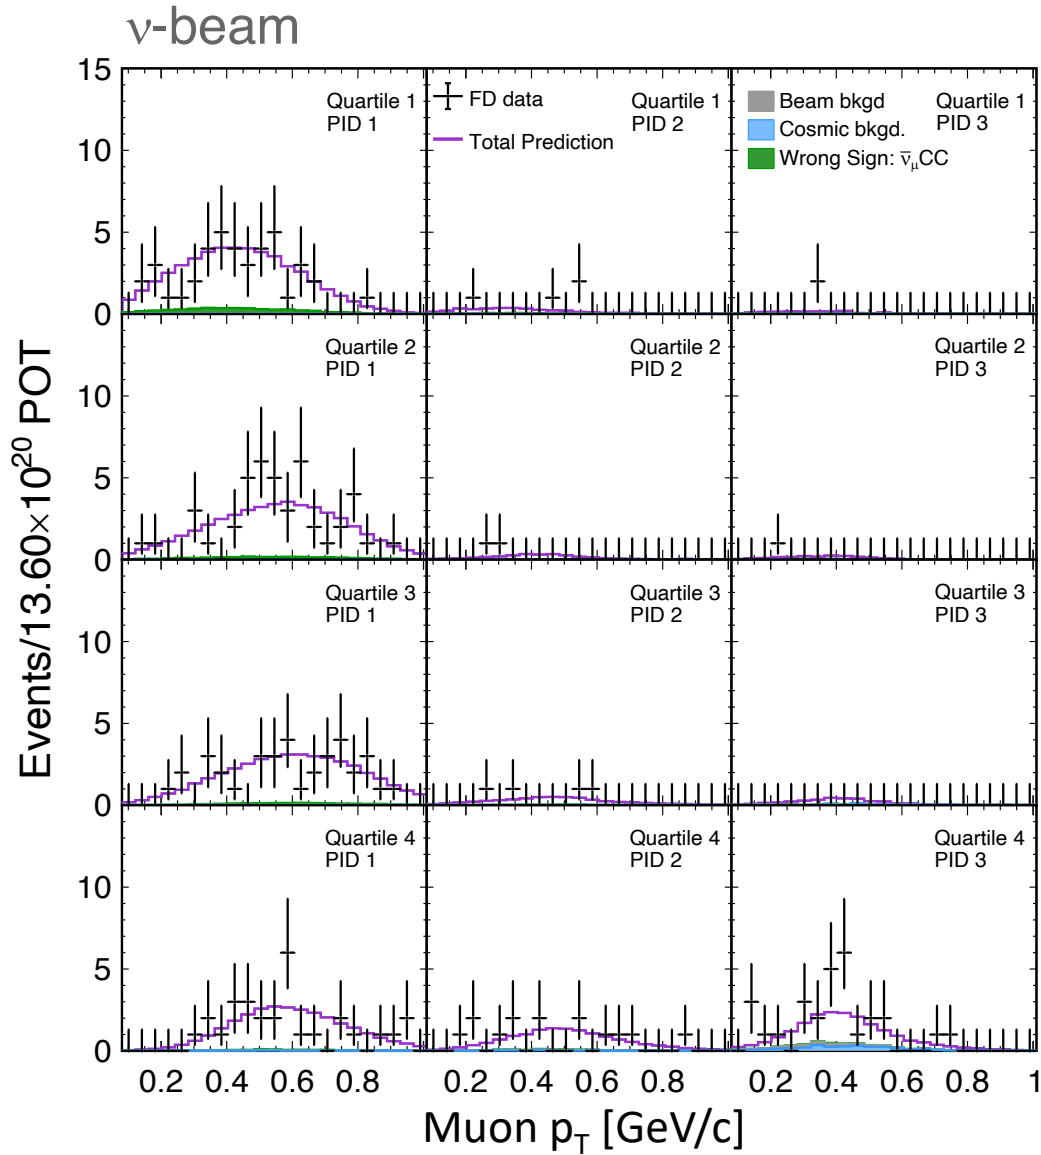 ν-beam
Events/13.60×10²⁰ POT
15
10
5
0
Quartile 1
PID 1
FD data
Total Prediction
Quartile 1
PID 2
Beam bkgd
Cosmic bkgd.
Wrong Sign: ν̅μCC
Quartile 1
PID 3
10
5
0
Quartile 2
PID 1
Quartile 2
PID 2
Quartile 2
PID 3
10
5
0
Quartile 3
PID 1
Quartile 3
PID 2
Quartile 3
PID 3
10
5
0
Quartile 4
PID 1
Quartile 4
PID 2
Quartile 4
PID 3
0.2 0.4 0.6 0.8 0.2 0.4 0.6 0.8 0.2 0.4 0.6 0.8 1
Muon p_T [GeV/c]